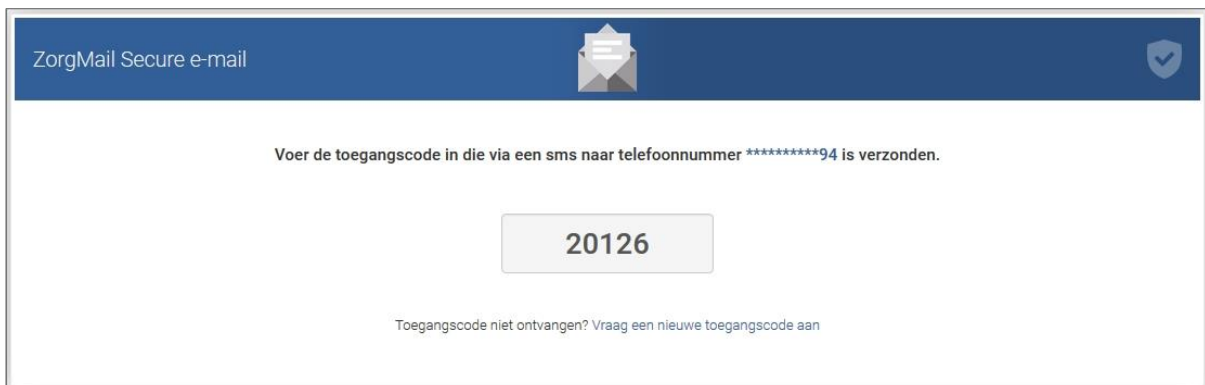 ZorgMail Secure e-mail
Voer de toegangscode in die via een sms naar telefoonnummer **********94 is verzonden.
20126
Toegangscode niet ontvangen? Vraag een nieuwe toegangscode aan